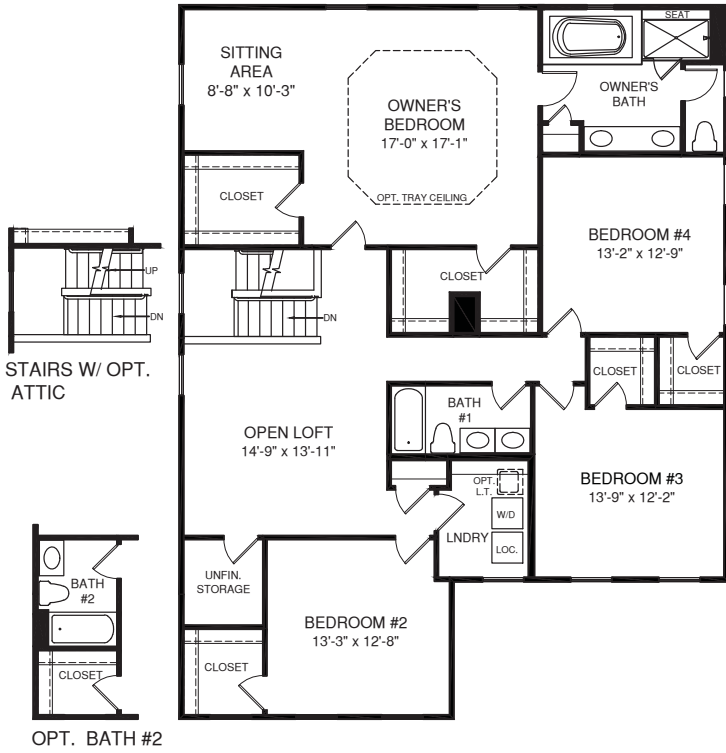 SEAT
SITTING
AREA
8'-8" x 10'-3"
OWNER'S
BEDROOM
17'-0" x 17'-1"
OPT. TRAY CEILING
OWNER'S
BATH
CLOSET
BEDROOM #4
13'-2" x 12'-9"
UP
DN
STAIRS W/ OPT.
ATTIC
DN
CLOSET
CLOSET
CLOSET
BATH
#1
OPEN LOFT
14'-9" x 13'-11"
OPT.
L.T.
W/D
LNDRY
LOC.
BEDROOM #3
13'-9" x 12'-2"
UNFIN.
STORAGE
BEDROOM #2
13'-3" x 12'-8"
CLOSET
BATH
#2
CLOSET
OPT. BATH #2